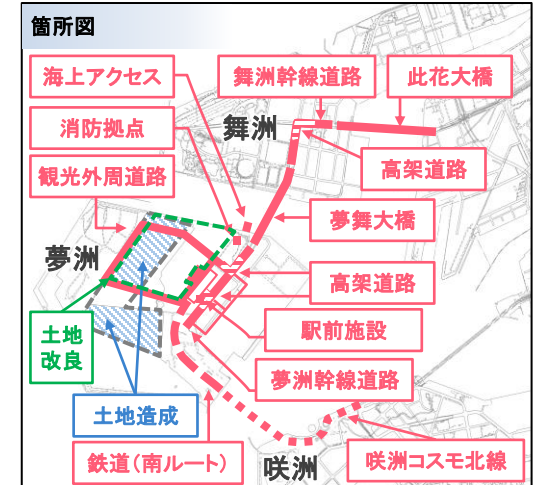 箇所図
海上アクセス
舞洲幹線道路
此花大橋
消防拠点
舞洲
高架道路
観光外周道路
夢舞大橋
夢洲
高架道路
土地
改良
駅前施設
夢洲幹線道路
土地造成
鉄道(南ルート)
咲洲
咲洲コスモ北線